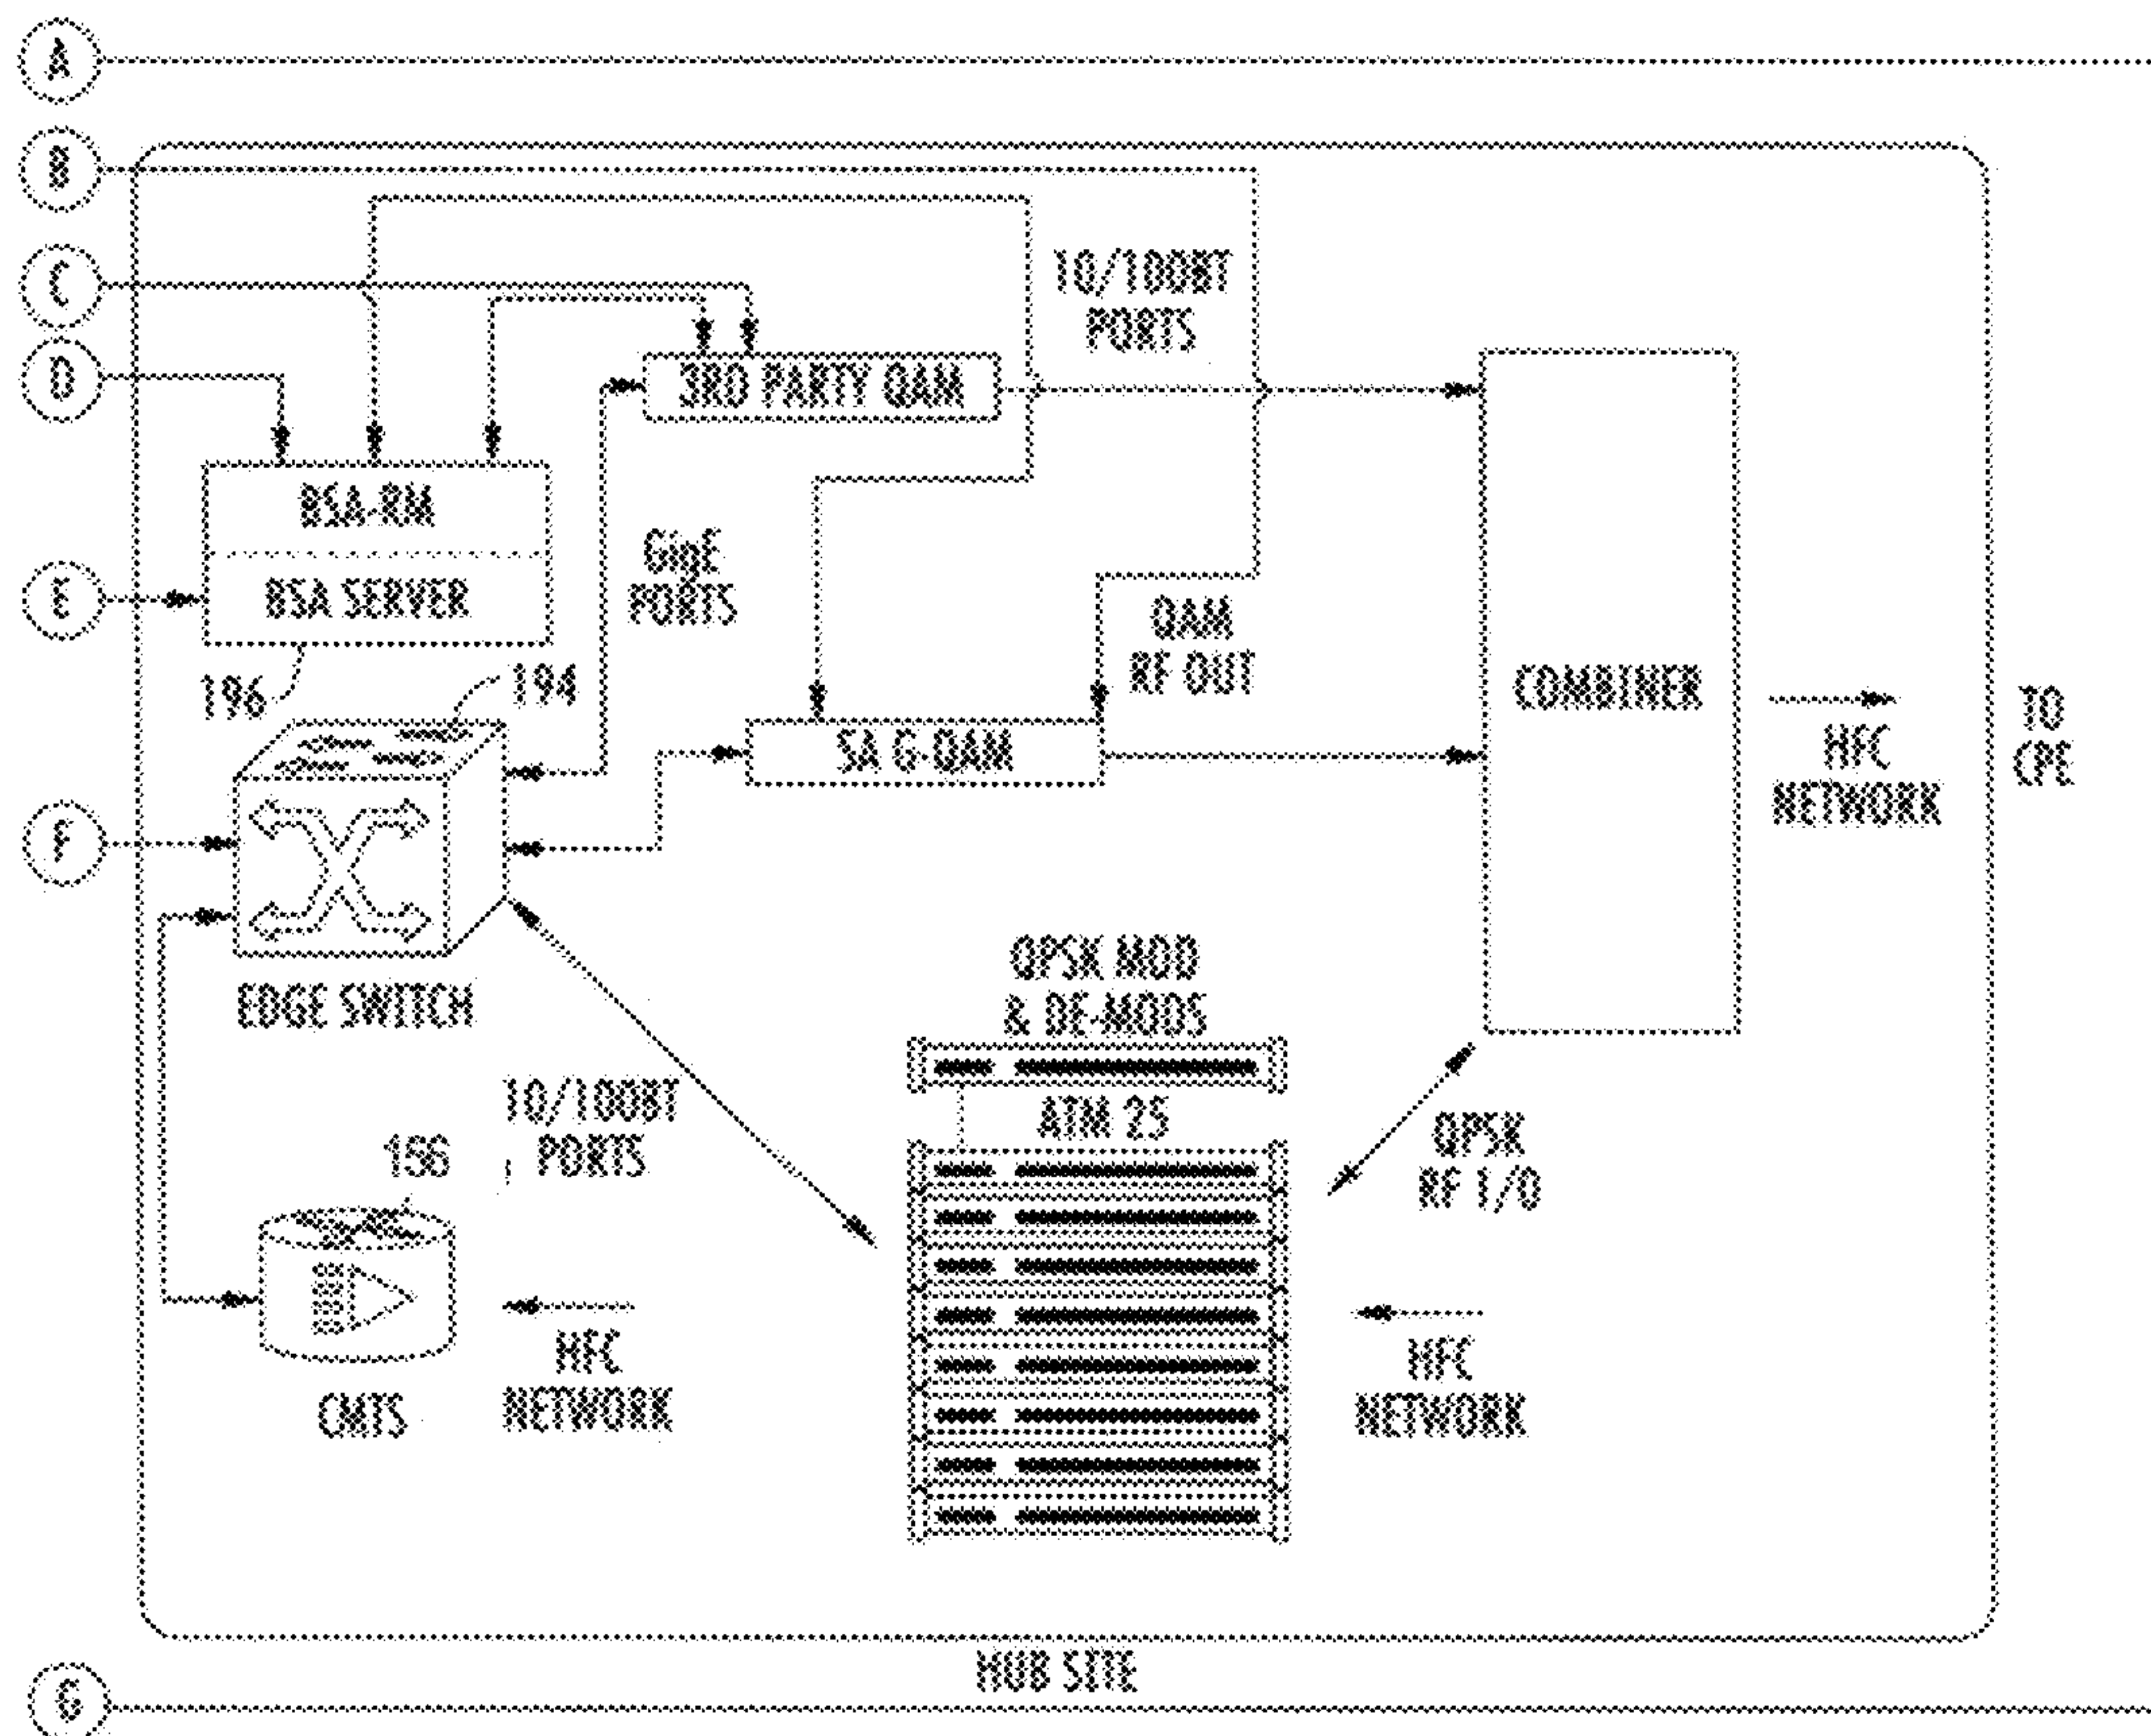 A
B
C
D
E
F
G
10/100BT
PORTS
3RD PARTY QAM
BSA-RM
BSA SERVER
GigE
PORTS
QAM
RF OUT
196
194
COMBINER
SA G-QAM
HFC
NETWORK
TO
CPE
EDGE SWITCH
QPSK MOD
& DE-MODS
ATM 25
10/100BT
PORTS
156
QPSK
RF I/O
HFC
NETWORK
CMTS
HFC
NETWORK
HUB SITE